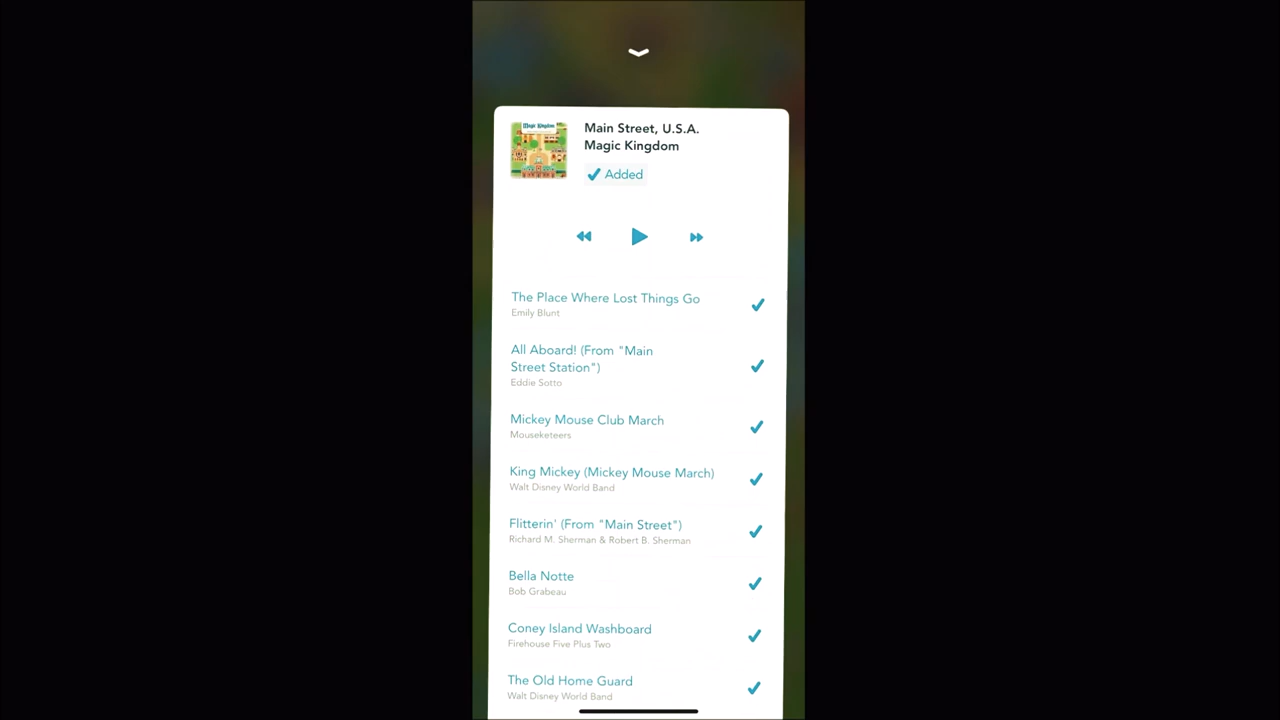 Magic Kingdom
Main Street, U.S.A.
Magic Kingdom
Added
The Place Where Lost Things Go
Emily Blunt
All Aboard! (From "Main
Street Station")
Eddie Sotto
Mickey Mouse Club March
Mouseketeers
King Mickey (Mickey Mouse March)
Walt Disney World Band
Flitterin' (From "Main Street")
Richard M. Sherman & Robert B. Sherman
Bella Notte
Bob Grabeau
Coney Island Washboard
Firehouse Five Plus Two
The Old Home Guard
Walt Disney World Band